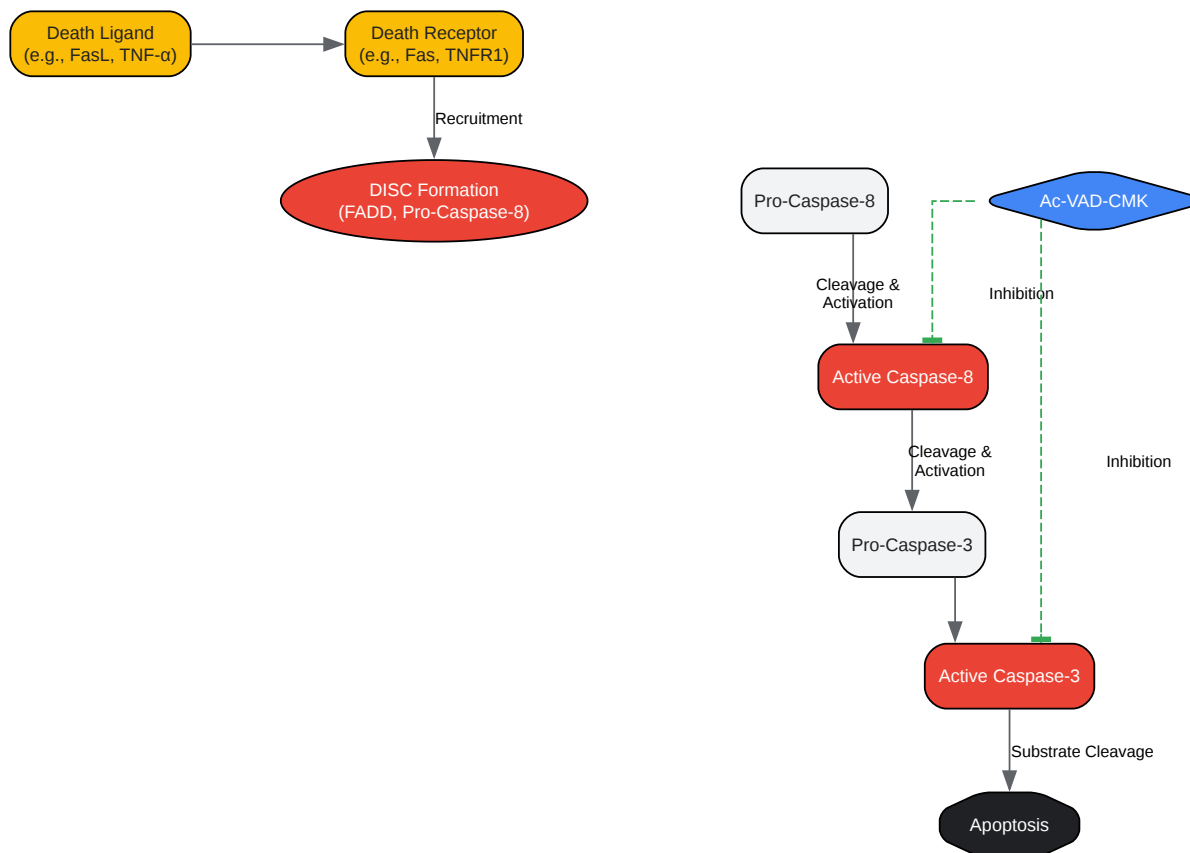 Death Ligand
(e.g., FasL, TNF-α)
Death Receptor
(e.g., Fas, TNFR1)
Recruitment
DISC Formation
(FADD, Pro-Caspase-8)
Pro-Caspase-8
Ac-VAD-CMK
Cleavage &
Activation
Inhibition
Active Caspase-8
Cleavage &
Activation
Inhibition
Pro-Caspase-3
Active Caspase-3
Substrate Cleavage
Apoptosis